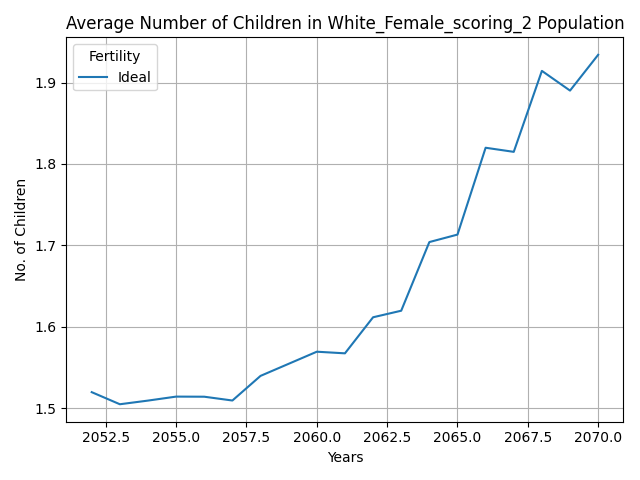 Average Number of Children in White_Female_scoring_2 Population
Fertility
Ideal
No. of Children
1.9
1.8
1.7
1.6
1.5
2052.5 2055.0 2057.5 2060.0 2062.5 2065.0 2067.5 2070.0
Years